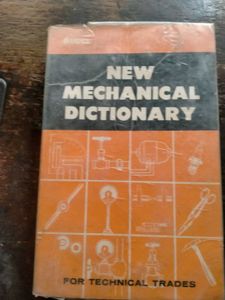 NEW
MECHANICAL
DICTIONARY
FOR TECHNICAL TRADES